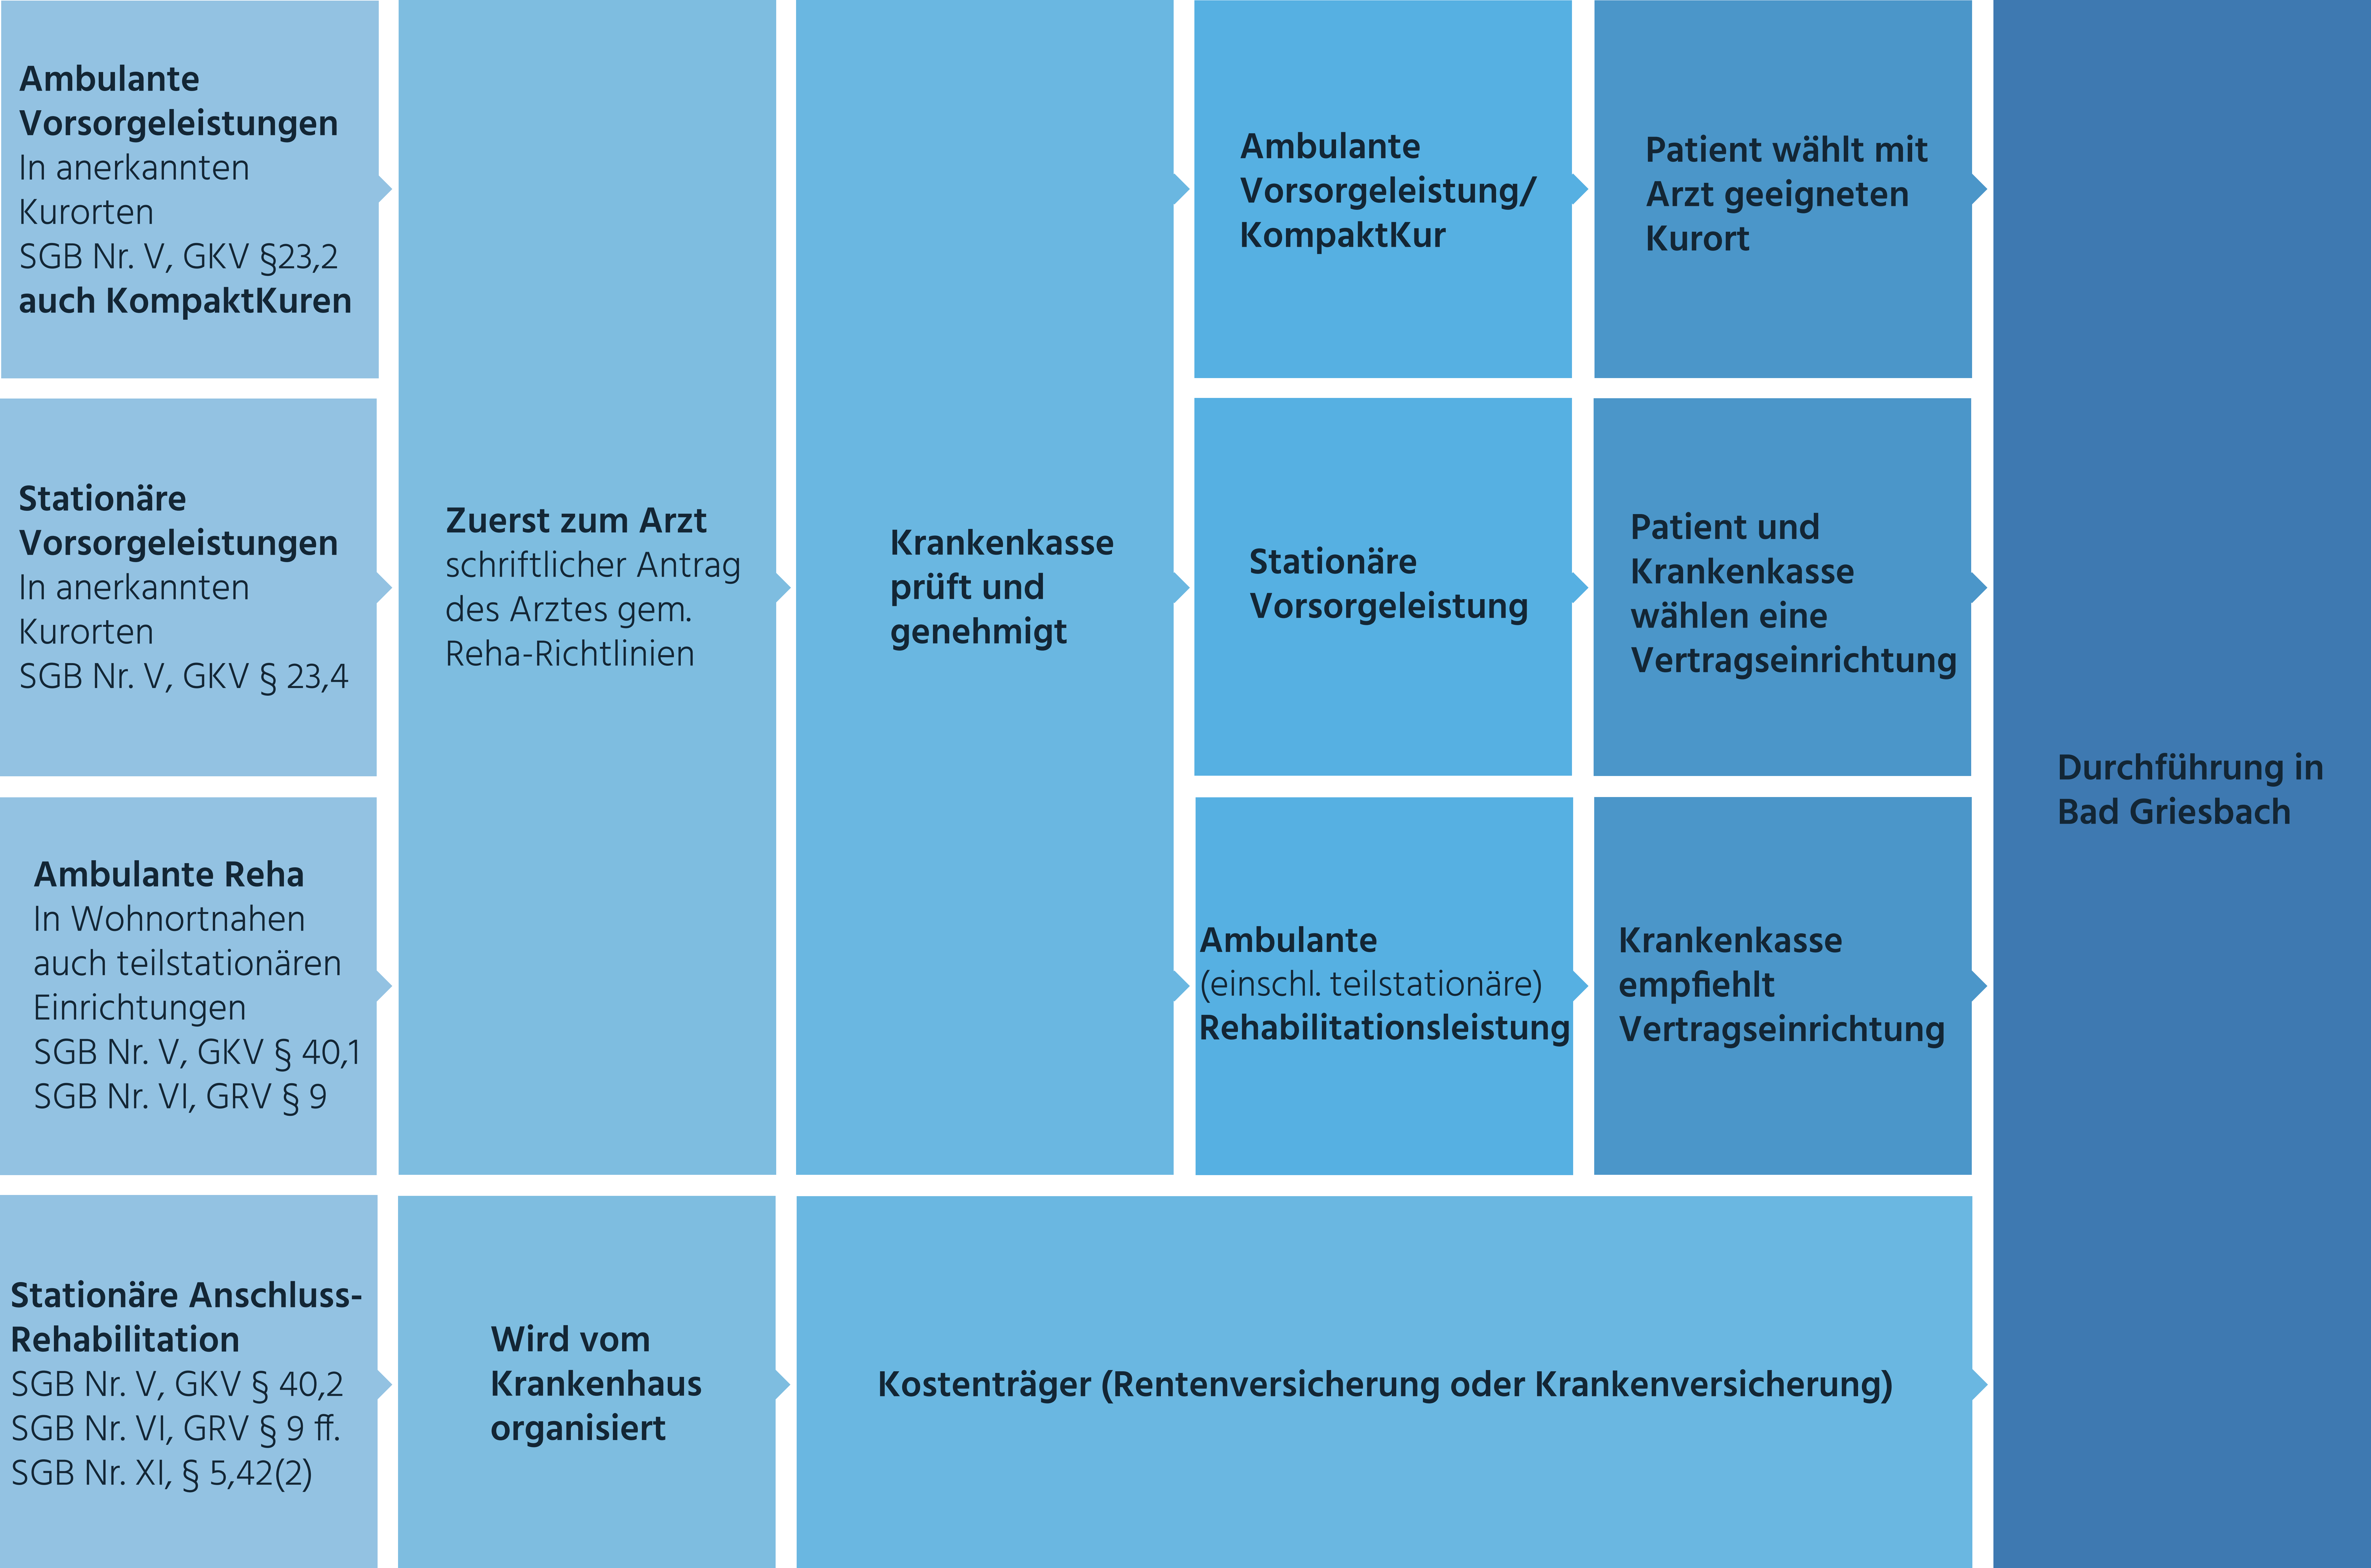 Ambulante
Vorsorgeleistungen
In anerkannten
Kurorten
SGB Nr. V, GKV §23,2
auch KompaktKuren
Stationäre
Vorsorgeleistungen
In anerkannten
Kurorten
SGB Nr. V, GKV § 23,4
Ambulante Reha
In Wohnortnahen
auch teilstationären
Einrichtungen
SGB Nr. V, GKV § 40,1
SGB Nr. VI, GRV § 9
Zuerst zum Arzt
schriftlicher Antrag
des Arztes gem.
Reha-Richtlinien
Krankenkasse
prüft und
genehmigt
Ambulante
Vorsorgeleistung/
KompaktKur
Patient wählt mit
Arzt geeigneten
Kurort
Stationäre
Vorsorgeleistung
Patient und
Krankenkasse
wählen eine
Vertragseinrichtung
Ambulante
(einschl. teilstationäre)
Rehabilitationsleistung
Krankenkasse
empfiehlt
Vertragseinrichtung
Stationäre Anschluss-
Rehabilitation
SGB Nr. V, GKV § 40,2
SGB Nr. VI, GRV § 9 ff.
SGB Nr. XI, § 5,42(2)
Wird vom
Krankenhaus
organisiert
Kostenträger (Rentenversicherung oder Krankenversicherung)
Durchführung in
Bad Griesbach